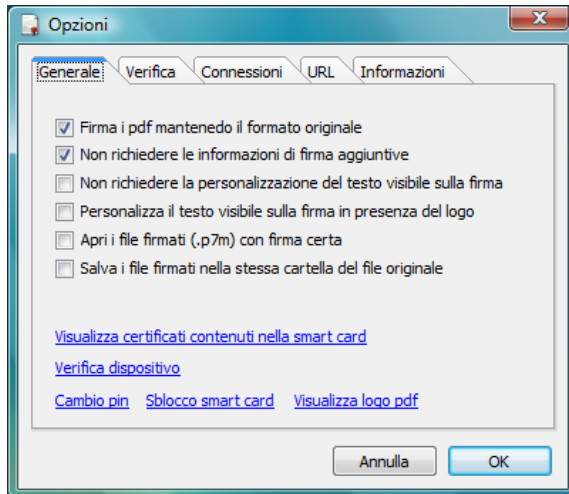 Opzioni
Generale Verifica Connessioni URL Informazioni
Firma i pdf mantenedo il formato originale
Non richiedere le informazioni di firma aggiuntive
Non richiedere la personalizzazione del testo visibile sulla firma
Personalizza il testo visibile sulla firma in presenza del logo
Apri i file firmati (.p7m) con firma certa
Salva i file firmati nella stessa cartella del file originale
Visualizza certificati contenuti nella smart card
Verifica dispositivo
Cambio pin Sblocco smart card Visualizza logo pdf
Annulla OK